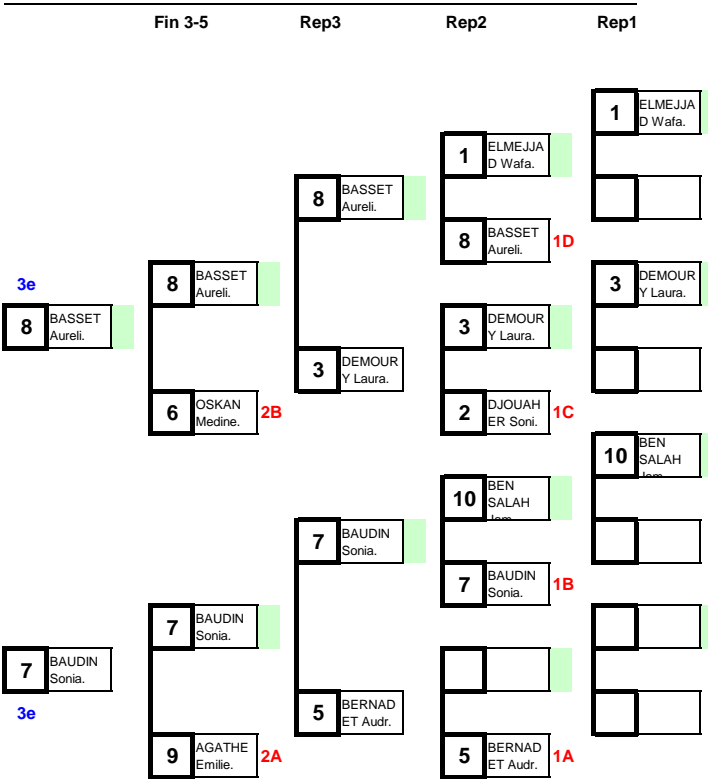 Fin 3-5 Rep3 Rep2 Rep1
1 ELMEJJA
D Wafa.
1 ELMEJJA
D Wafa.
8 BASSET
Aureli.
8 BASSET
Aureli. 1D
8 BASSET
Aureli.
3 DEMOUR
Y Laura.
3e
8 BASSET
Aureli.
3 DEMOUR
Y Laura.
3 DEMOUR
Y Laura.
6 OSKAN
Medine. 2B
2 DJOUAH
ER Soni. 1C
10 BEN
SALAH
10 BEN
SALAH
7 BAUDIN
Sonia.
7 BAUDIN
Sonia. 1B
7 BAUDIN
Sonia.
7 BAUDIN
Sonia.
3e
5 BERNAD
ET Audr.
9 AGATHE
Emilie. 2A
5 BERNAD
ET Audr. 1A